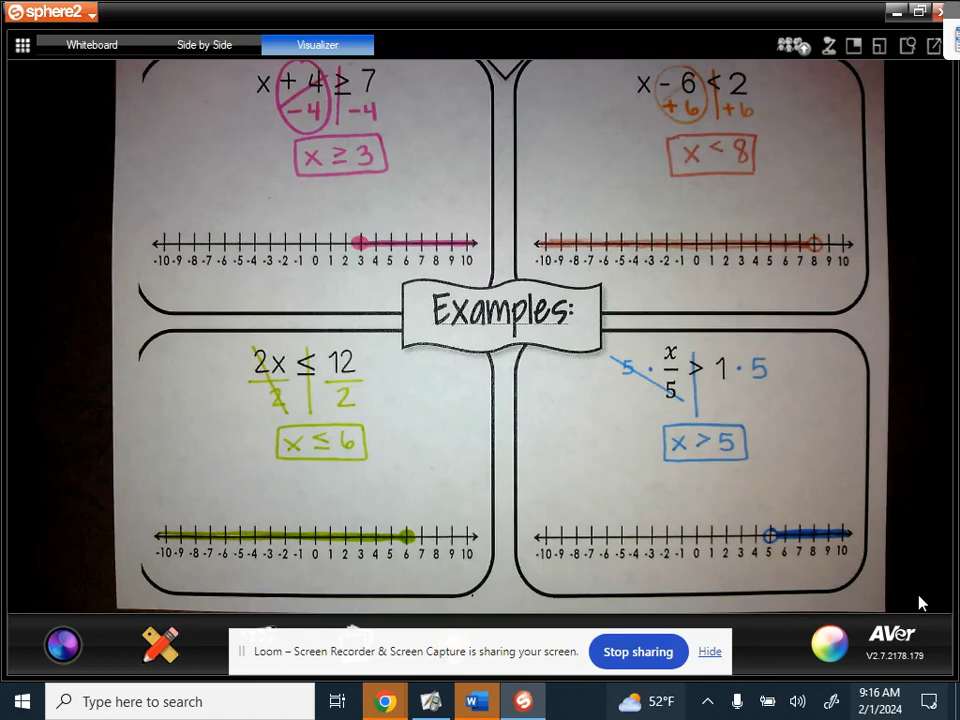 sphere2
Whiteboard Side by Side Visualizer
x + 4 ≥ 7
-4 -4
x ≥ 3
-10 -9 -8 -7 -6 -5 -4 -3 -2 -1 0 1 2 3 4 5 6 7 8 9 10
x - 6 < 2
+6 +6
x < 8
-10 -9 -8 -7 -6 -5 -4 -3 -2 -1 0 1 2 3 4 5 6 7 8 9 10
Examples:
2x ≤ 12
2 2
x ≤ 6
-10 -9 -8 -7 -6 -5 -4 -3 -2 -1 0 1 2 3 4 5 6 7 8 9 10
5 · x/5 > 1 · 5
x > 5
-10 -9 -8 -7 -6 -5 -4 -3 -2 -1 0 1 2 3 4 5 6 7 8 9 10
Loom – Screen Recorder & Screen Capture is sharing your screen. Stop sharing Hide
AVer
V2.7.2178.179
Type here to search
52°F
9:16 AM
2/1/2024